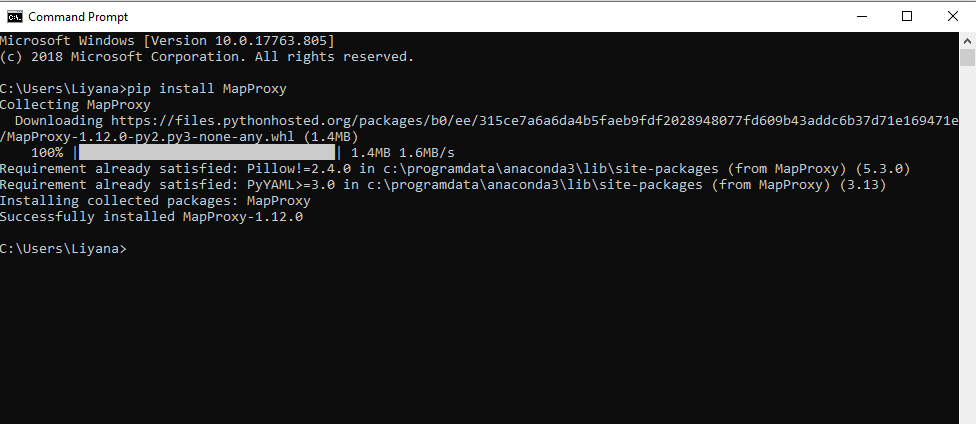 Command Prompt
Microsoft Windows [Version 10.0.17763.805]
(c) 2018 Microsoft Corporation. All rights reserved.
C:\Users\Liyana>pip install MapProxy
Collecting MapProxy
Downloading https://files.pythonhosted.org/packages/b0/ee/315ce7a6a6da4b5faeb9fdf2028948077fd609b43addc6b37d71e169471e
/MapProxy-1.12.0-py2.py3-none-any.whl (1.4MB)
100% |████████████████████████████████| 1.4MB 1.6MB/s
Requirement already satisfied: Pillow!=2.4.0 in c:\programdata\anaconda3\lib\site-packages (from MapProxy) (5.3.0)
Requirement already satisfied: PyYAML>=3.0 in c:\programdata\anaconda3\lib\site-packages (from MapProxy) (3.13)
Installing collected packages: MapProxy
Successfully installed MapProxy-1.12.0
C:\Users\Liyana>